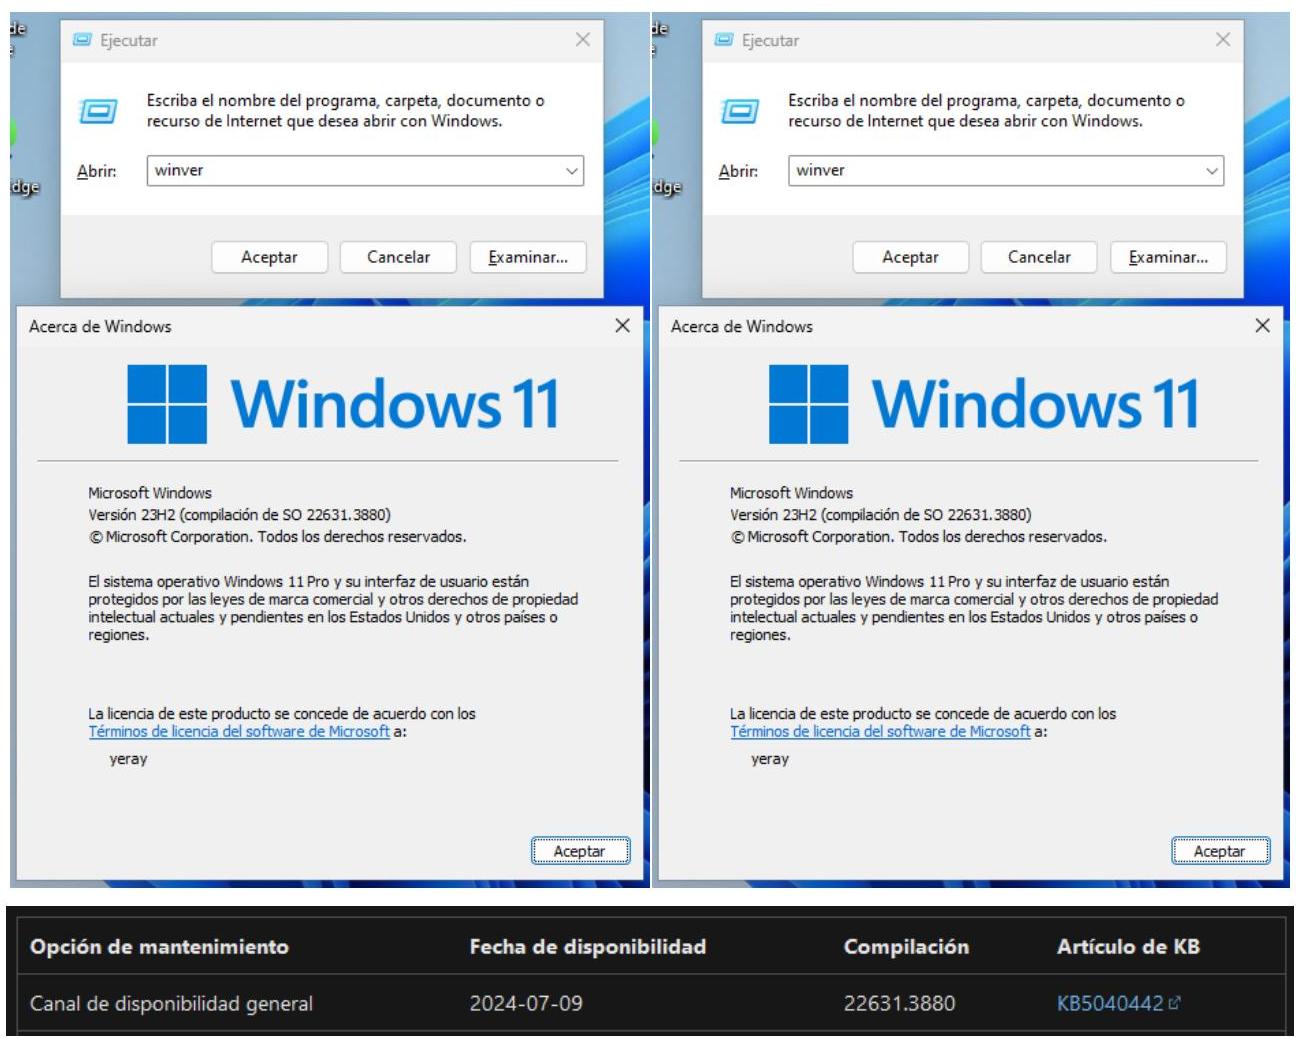 de
Ejecutar
Escriba el nombre del programa, carpeta, documento o
recurso de Internet que desea abrir con Windows.
Abrir:
winver
dge
Aceptar
Cancelar
Examinar...
Acerca de Windows
Windows 11
Microsoft Windows
Versión 23H2 (compilación de SO 22631.3880)
© Microsoft Corporation. Todos los derechos reservados.
El sistema operativo Windows 11 Pro y su interfaz de usuario están
protegidos por las leyes de marca comercial y otros derechos de propiedad
intelectual actuales y pendientes en los Estados Unidos y otros países o
regiones.
La licencia de este producto se concede de acuerdo con los
Términos de licencia del software de Microsoft a:
yeray
Aceptar
de
Ejecutar
Escriba el nombre del programa, carpeta, documento o
recurso de Internet que desea abrir con Windows.
Abrir:
winver
dge
Aceptar
Cancelar
Examinar...
Acerca de Windows
Windows 11
Microsoft Windows
Versión 23H2 (compilación de SO 22631.3880)
© Microsoft Corporation. Todos los derechos reservados.
El sistema operativo Windows 11 Pro y su interfaz de usuario están
protegidos por las leyes de marca comercial y otros derechos de propiedad
intelectual actuales y pendientes en los Estados Unidos y otros países o
regiones.
La licencia de este producto se concede de acuerdo con los
Términos de licencia del software de Microsoft a:
yeray
Aceptar
Opción de mantenimiento Fecha de disponibilidad Compilación Artículo de KB
Canal de disponibilidad general 2024-07-09 22631.3880 KB5040442